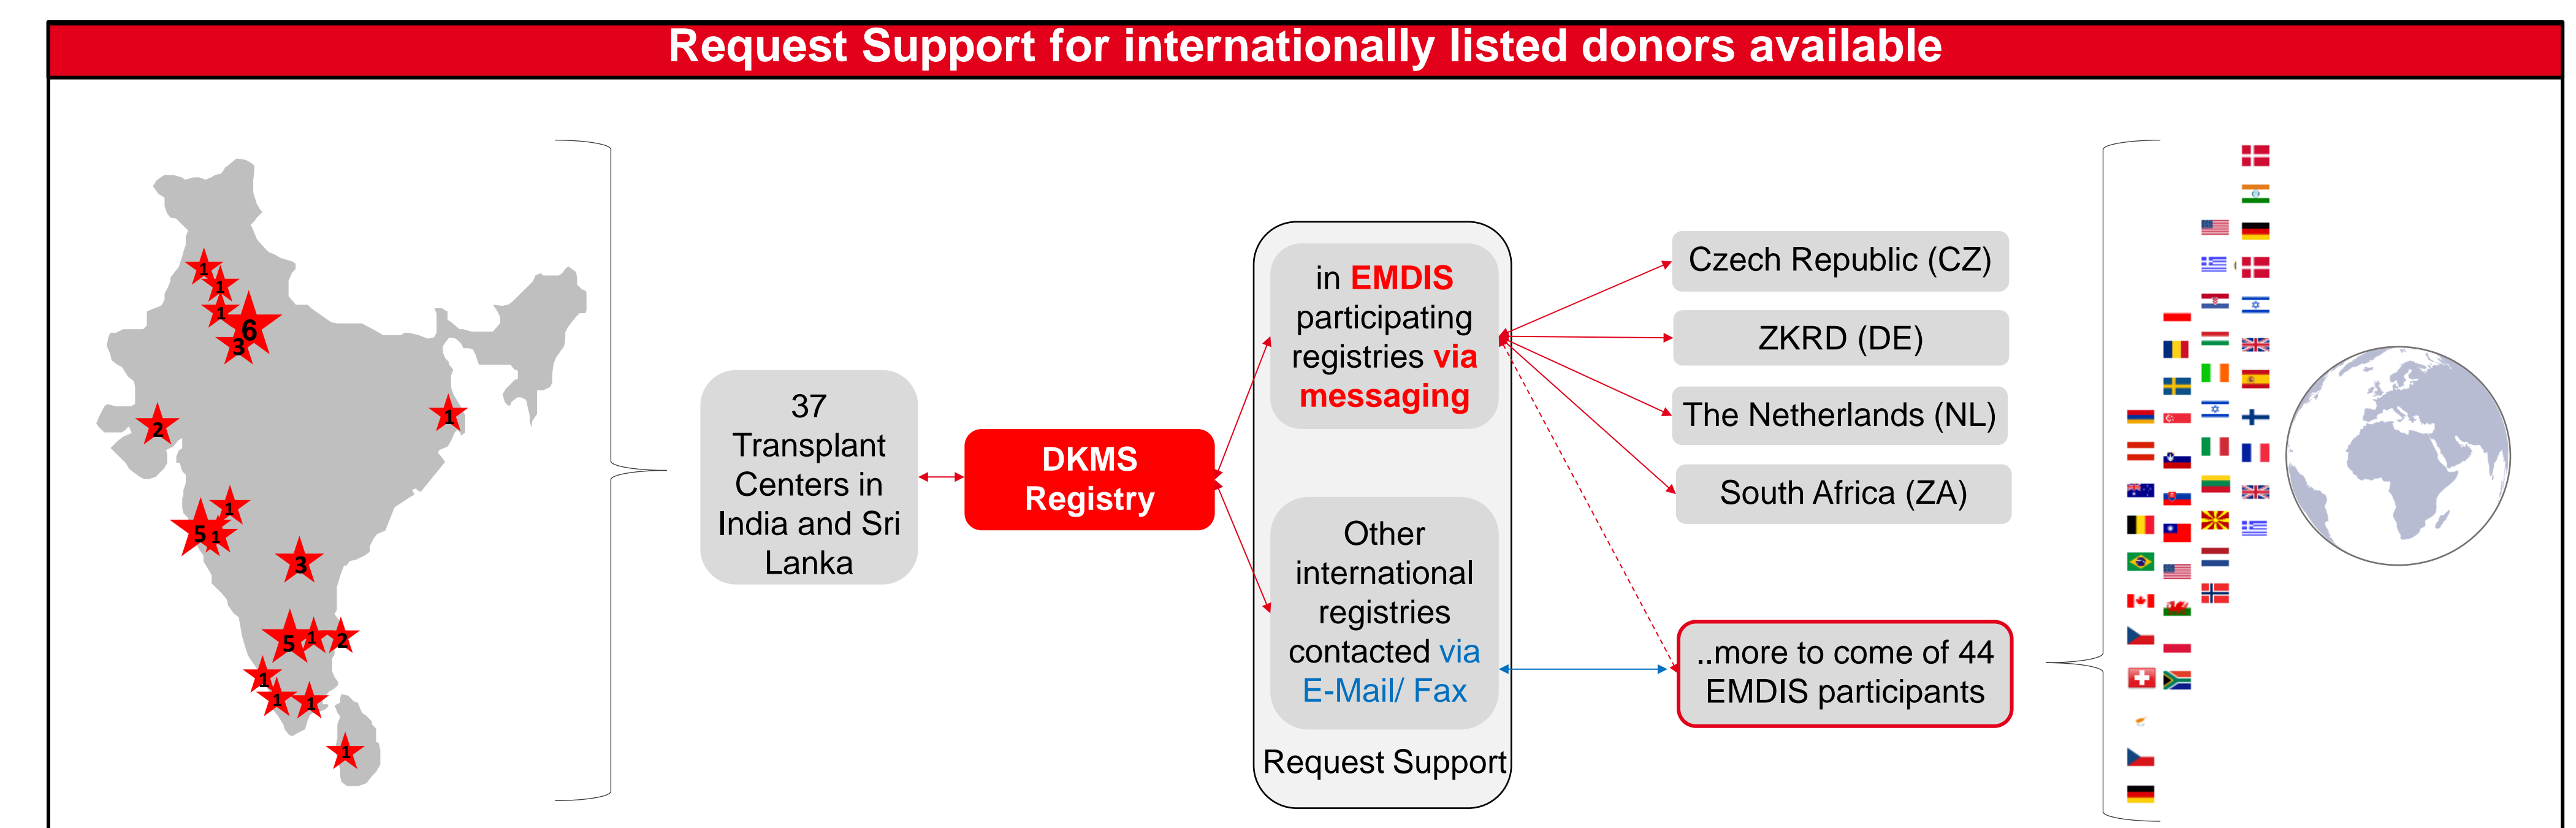 Request Support for internationally listed donors available
1
1
1
6
3
2
1
1
5
1
3
5
1
2
1
1
1
1
37
Transplant
Centers in
India and Sri
Lanka
DKMS
Registry
in EMDIS
participating
registries via
messaging
Other
international
registries
contacted via
E-Mail/ Fax
Request Support
Czech Republic (CZ)
ZKRD (DE)
The Netherlands (NL)
South Africa (ZA)
..more to come of 44
EMDIS participants